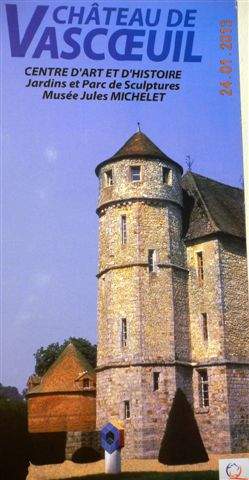 CHÂTEAU DE
VASCŒUIL
CENTRE D'ART ET D'HISTOIRE
Jardins et Parc de Sculptures
Musée Jules MICHELET
24.01.2013